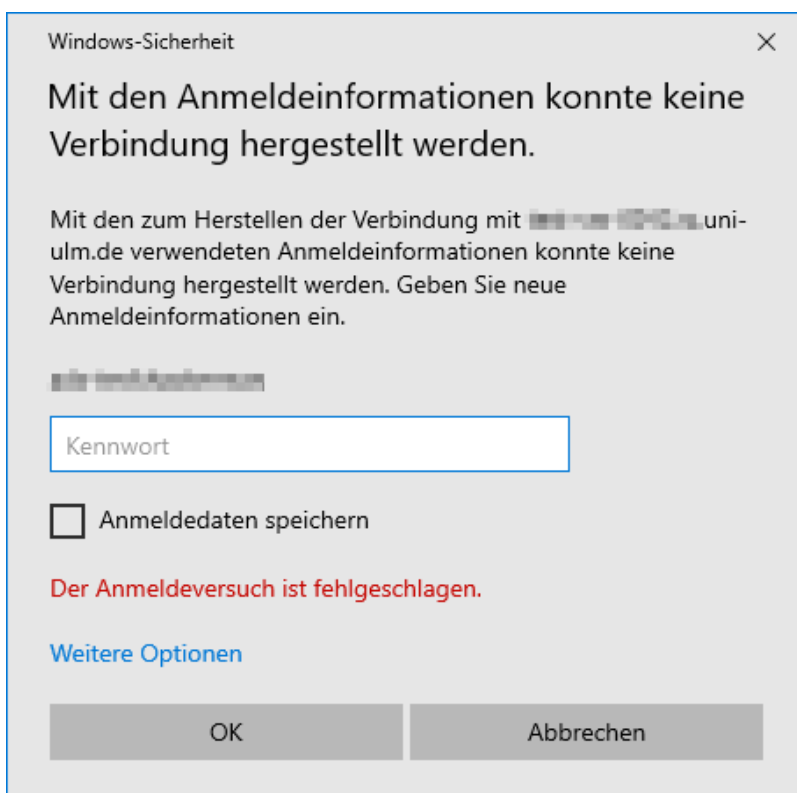 Windows-Sicherheit
Mit den Anmeldeinformationen konnte keine
Verbindung hergestellt werden.
Mit den zum Herstellen der Verbindung mit uni-
ulm.de verwendeten Anmeldeinformationen konnte keine
Verbindung hergestellt werden. Geben Sie neue
Anmeldeinformationen ein.
Kennwort
Anmeldedaten speichern
Der Anmeldeversuch ist fehlgeschlagen.
Weitere Optionen
OK
Abbrechen